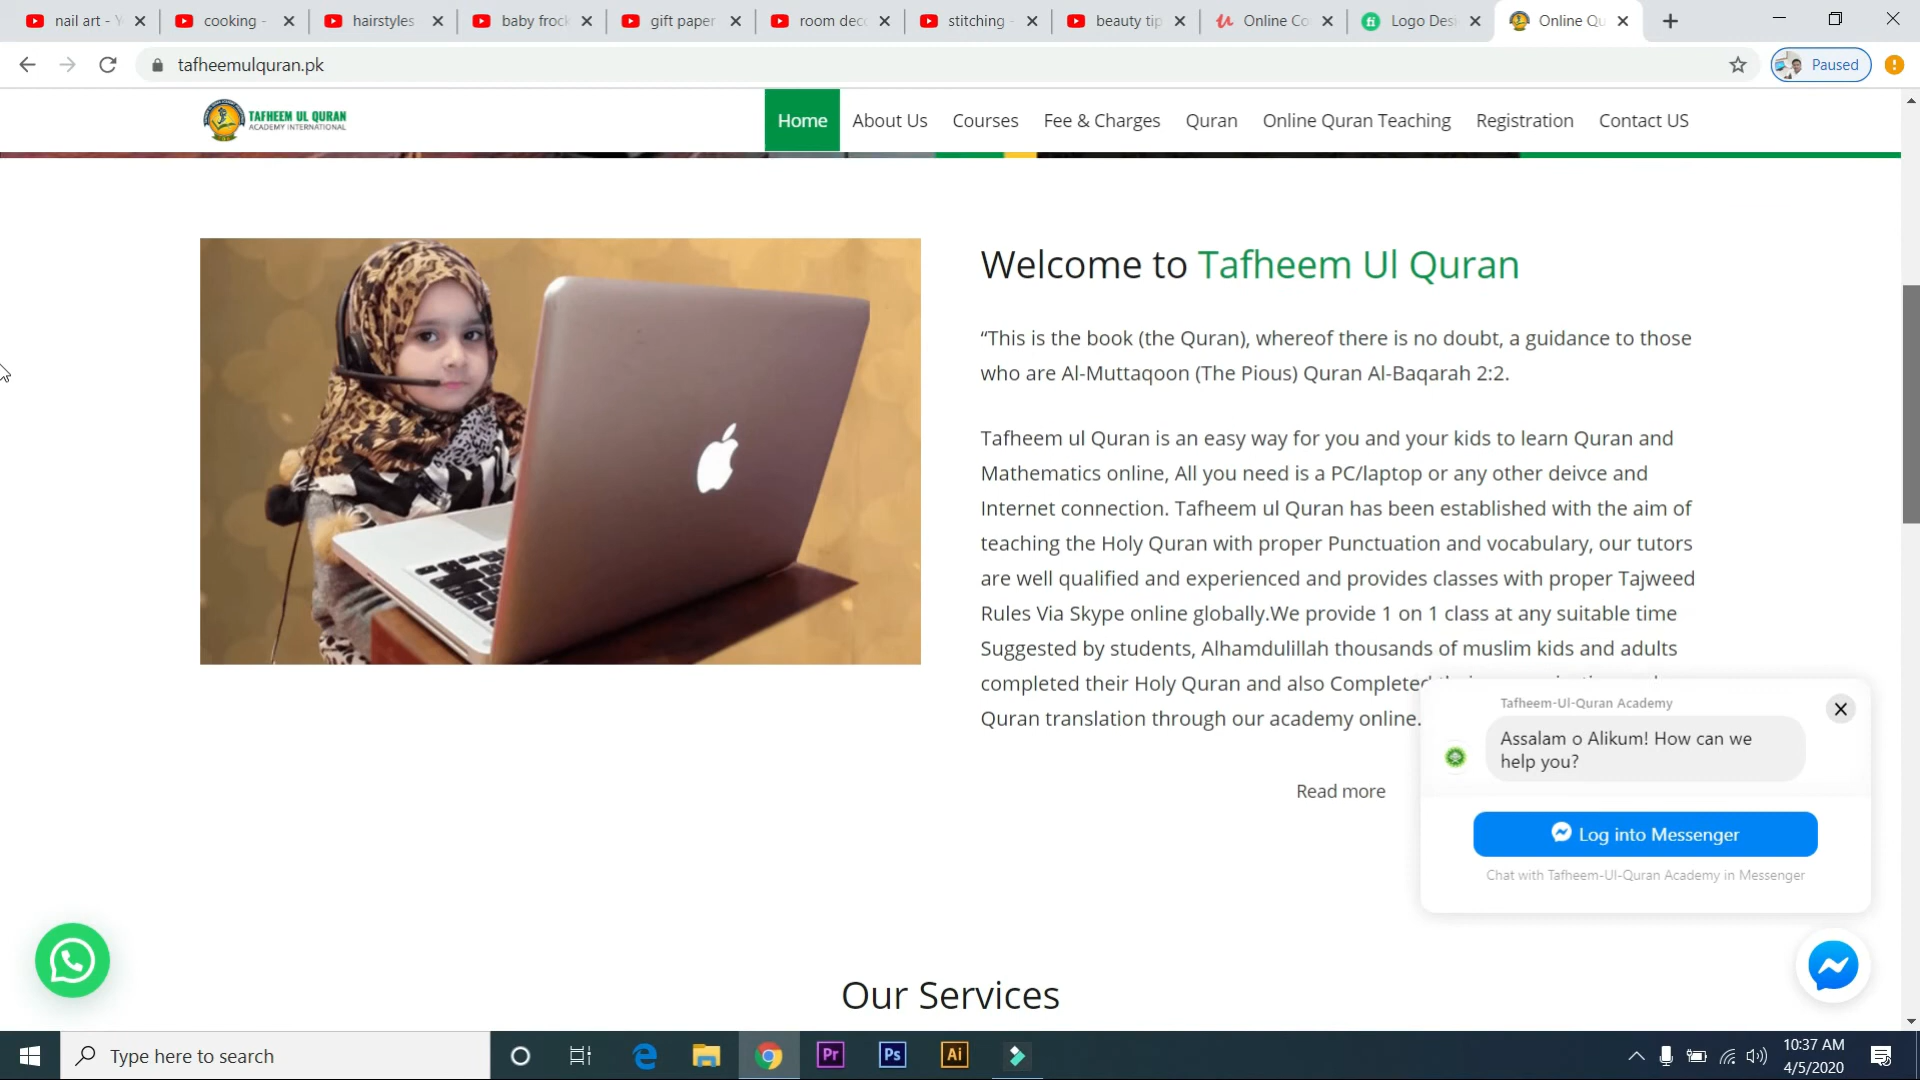 nail art - Y
cooking -
hairstyles
baby frock
gift paper
room deco
stitching -
beauty tip
Online Co
Logo Desi
Online Qu
tafheemulquran.pk
Paused
TAFHEEM UL QURAN
ACADEMY INTERNATIONAL
Home
About Us
Courses
Fee & Charges
Quran
Online Quran Teaching
Registration
Contact US
Welcome to Tafheem Ul Quran
“This is the book (the Quran), whereof there is no doubt, a guidance to those
who are Al-Muttaqoon (The Pious) Quran Al-Baqarah 2:2.
Tafheem ul Quran is an easy way for you and your kids to learn Quran and
Mathematics online, All you need is a PC/laptop or any other deivce and
Internet connection. Tafheem ul Quran has been established with the aim of
teaching the Holy Quran with proper Punctuation and vocabulary, our tutors
are well qualified and experienced and provides classes with proper Tajweed
Rules Via Skype online globally.We provide 1 on 1 class at any suitable time
Suggested by students, Alhamdulillah thousands of muslim kids and adults
completed their Holy Quran and also Completed
Quran translation through our academy online.
Read more
Tafheem-Ul-Quran Academy
Assalam o Alikum! How can we
help you?
Log into Messenger
Chat with Tafheem-Ul-Quran Academy in Messenger
Our Services
Type here to search
Pr
Ps
Ai
10:37 AM
4/5/2020